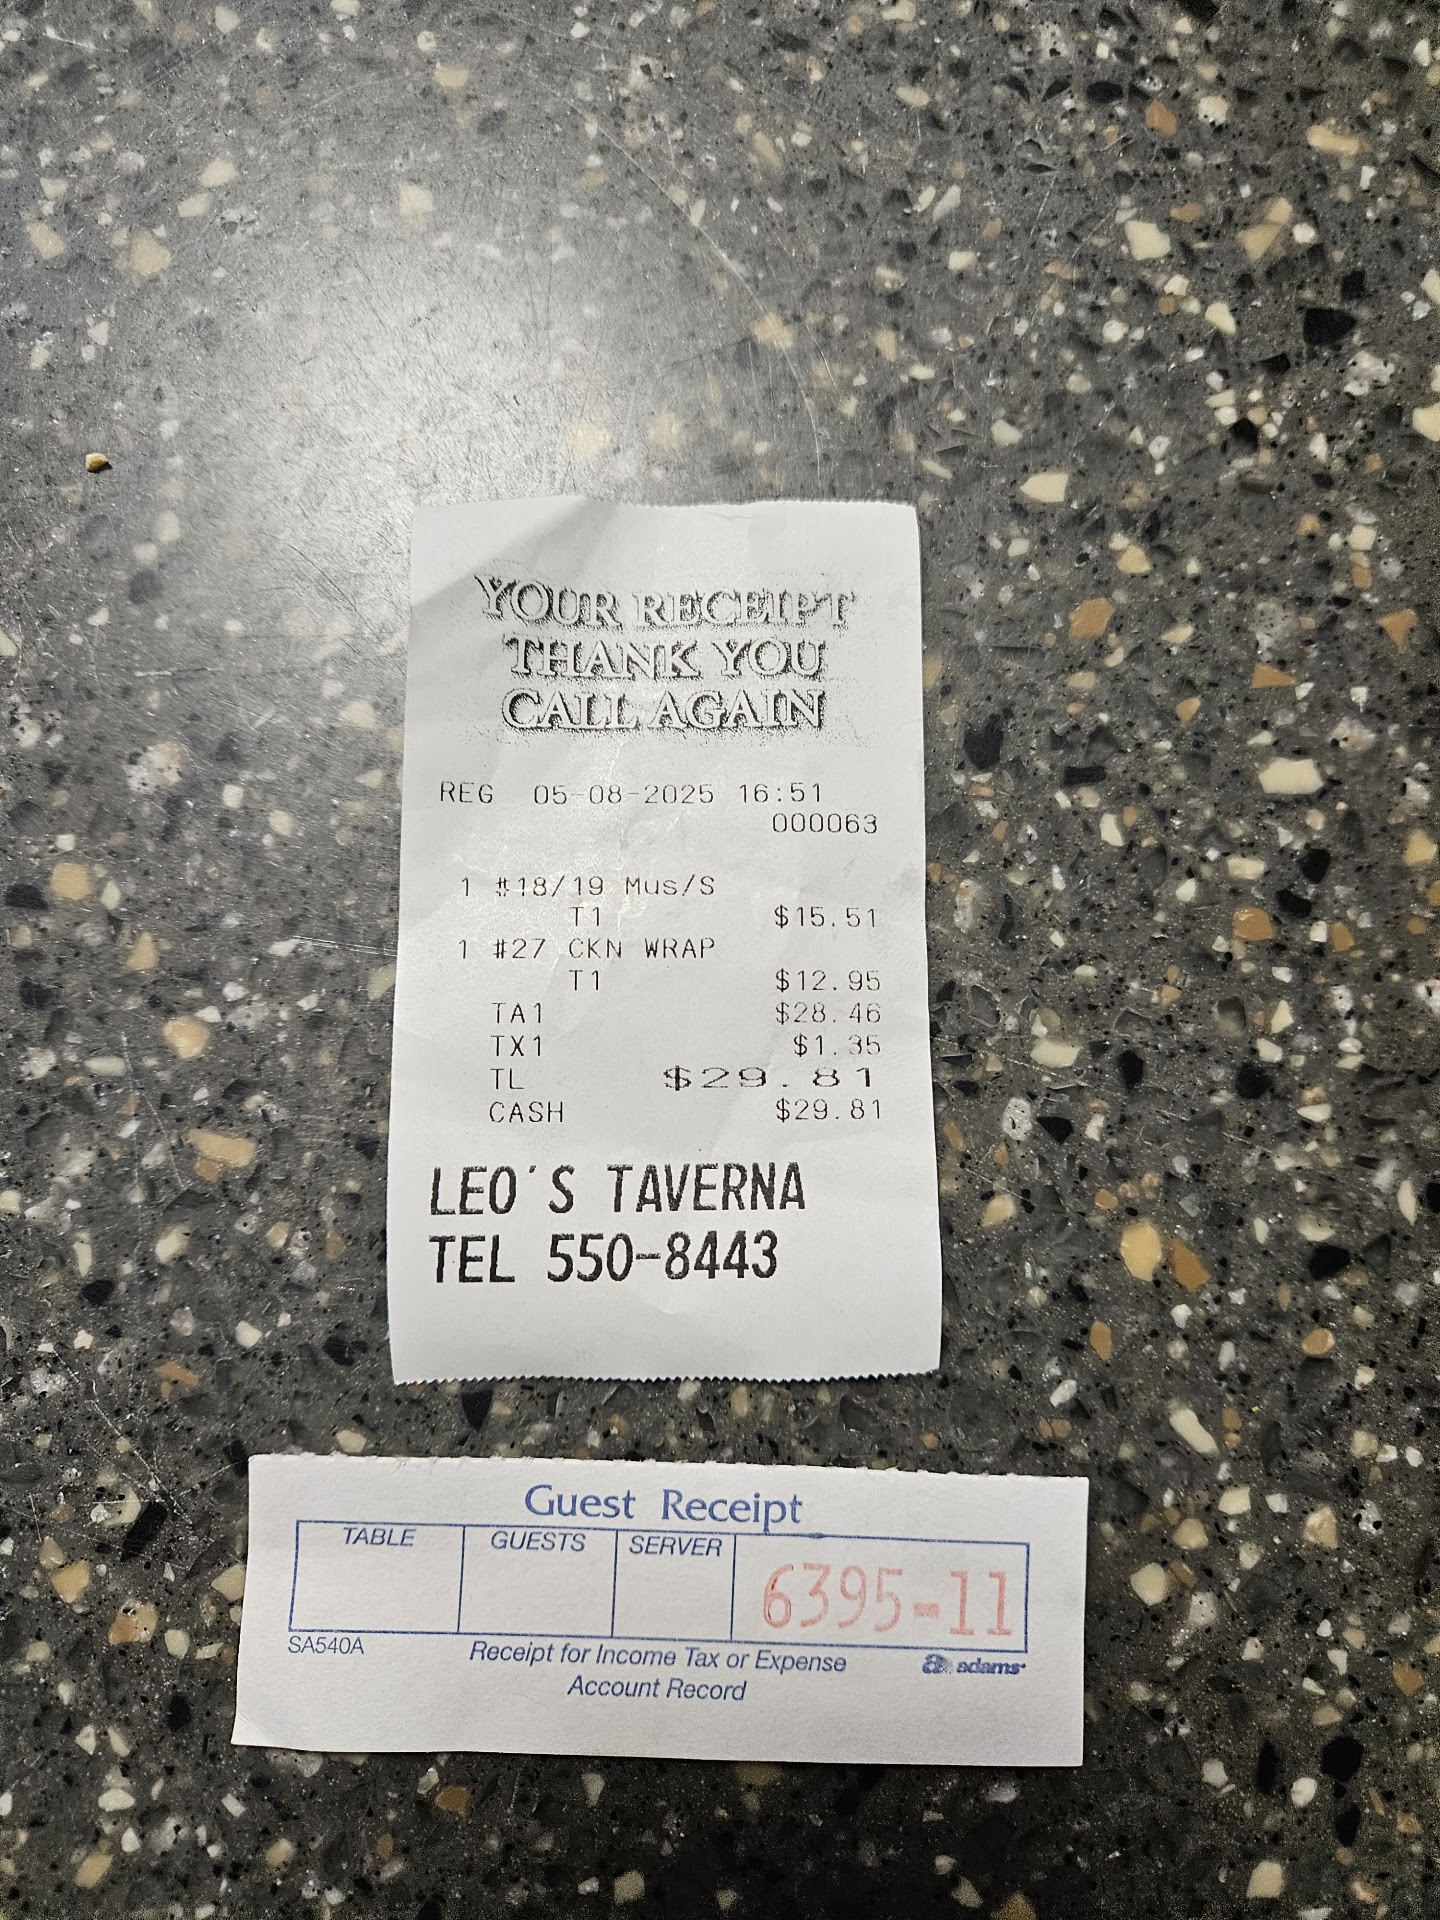 YOUR RECEIPT
THANK YOU
CALL AGAIN
REG 05-08-2025 16:51
000063
1 #18/19 Mus/S
T1 $15.51
1 #27 CKN WRAP
T1 $12.95
TA1 $28.46
TX1 $1.35
TL $29.81
CASH $29.81
LEO'S TAVERNA
TEL 550-8443
Guest Receipt
TABLE GUESTS SERVER
6395-11
SA540A Receipt for Income Tax or Expense adams
Account Record